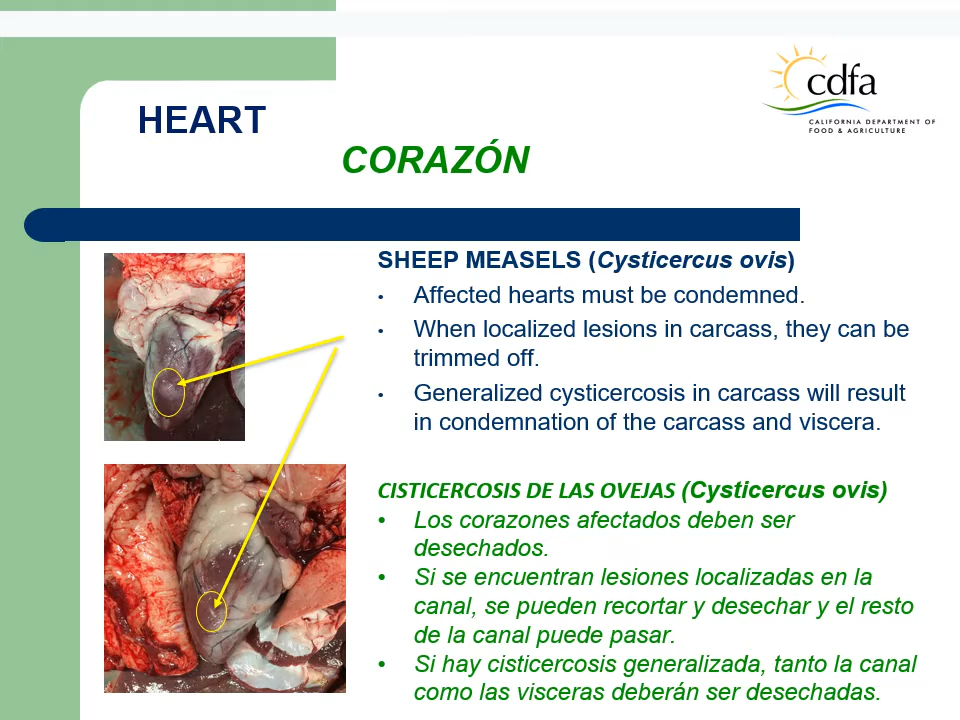 HEART
CORAZÓN
cdfa
CALIFORNIA DEPARTMENT OF
FOOD & AGRICULTURE
SHEEP MEASELS (Cysticercus ovis)
• Affected hearts must be condemned.
• When localized lesions in carcass, they can be
trimmed off.
• Generalized cysticercosis in carcass will result
in condemnation of the carcass and viscera.
CISTICERCOSIS DE LAS OVEJAS (Cysticercus ovis)
• Los corazones afectados deben ser
desechados.
• Si se encuentran lesiones localizadas en la
canal, se pueden recortar y desechar y el resto
de la canal puede pasar.
• Si hay cisticercosis generalizada, tanto la canal
como las visceras deberán ser desechadas.